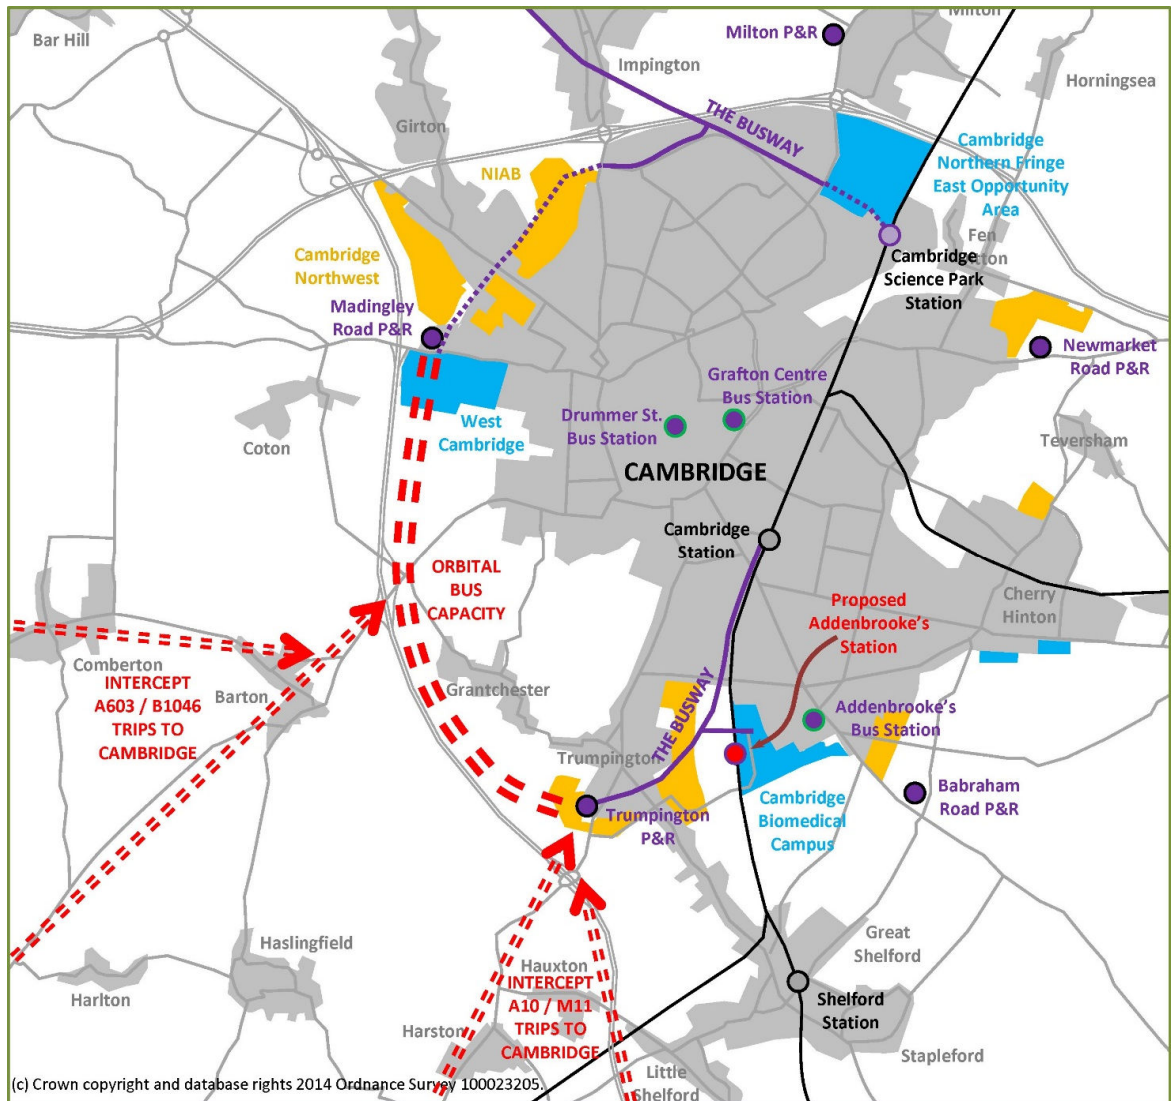 Milton
Milton P&R
Bar Hill
Impington
Horningsea
THE BUSWAY
Girton
Cambridge
Northern Fringe
East Opportunity
Area
NIAB
Fen
Cambridge
Northwest
Cambridge
Science Park
Station
Madingley
Road P&R
Newmarket
Road P&R
Grafton Centre
Bus Station
Drummer St.
Bus Station
West
Cambridge
Coton
Teversham
CAMBRIDGE
Cambridge
Station
ORBITAL
BUS
CAPACITY
Cherry
Hinton
Proposed
Addenbrooke's
Station
Comberton
INTERCEPT
A603 / B1046
TRIPS TO
CAMBRIDGE
Barton
Grantchester
THE BUSWAY
Addenbrooke's
Bus Station
Trumpington
Trumpington
P&R
Cambridge
Biomedical
Campus
Babraham
Road P&R
Haslingfield
Harlton
Hauxton
INTERCEPT
A10 / M11
TRIPS TO
CAMBRIDGE
Great
Shelford
Shelford
Station
Harston
Stapleford
Little
Shelford
(c) Crown copyright and database rights 2014 Ordnance Survey 100023205.